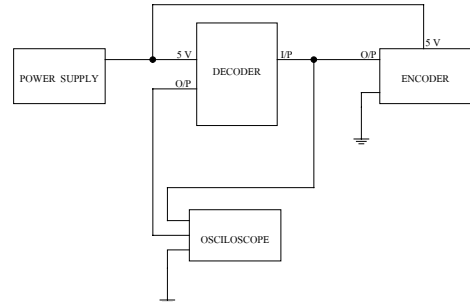 5 V
5 V
I/P
O/P
DECODER
POWER SUPPLY
ENCODER
O/P
OSCILOSCOPE